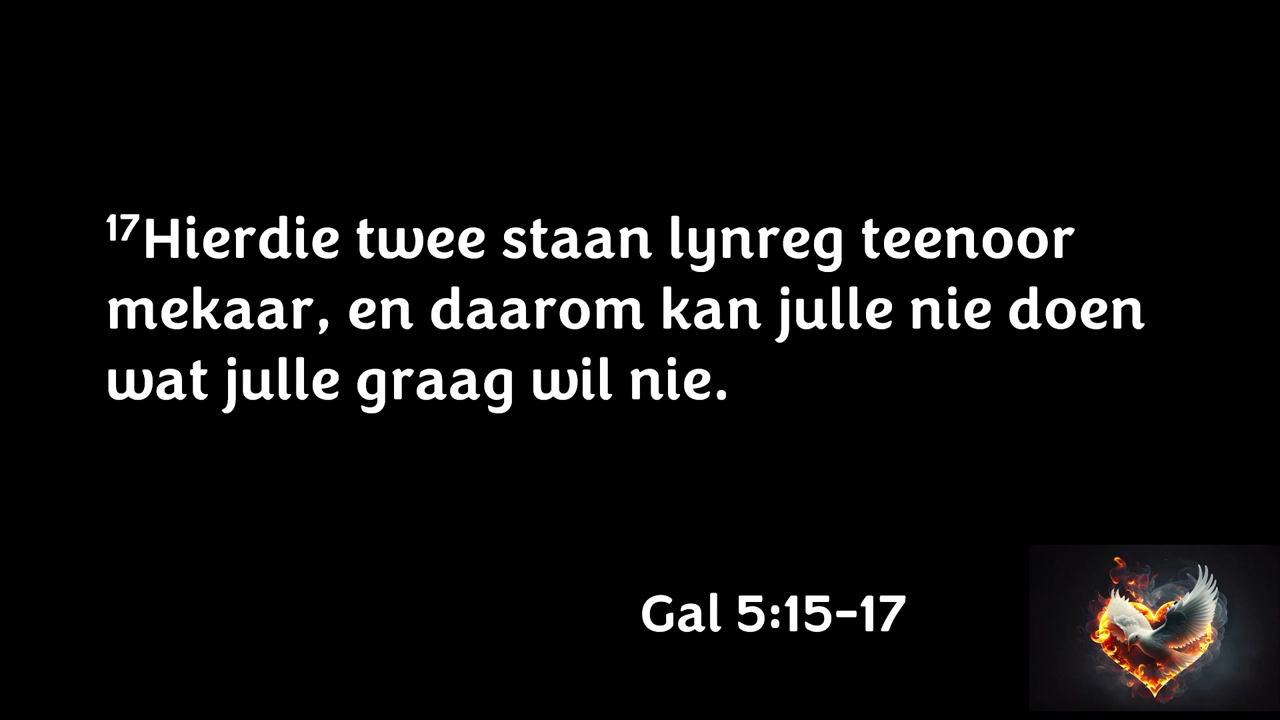 ¹⁷Hierdie twee staan lynreg teenoor
mekaar, en daarom kan julle nie doen
wat julle graag wil nie.
Gal 5:15-17